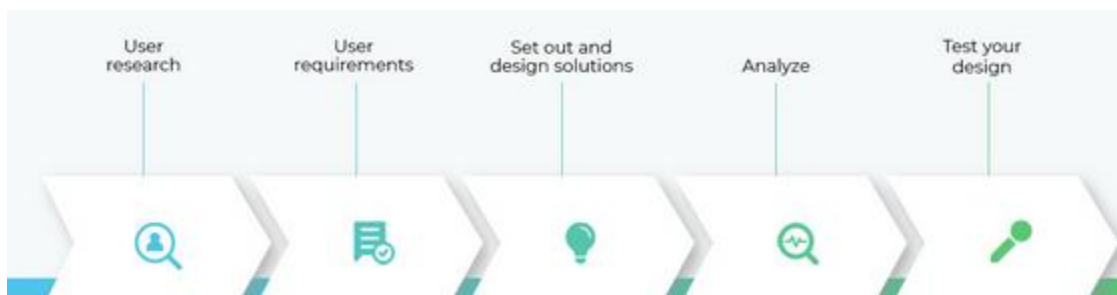 User
research
User
requirements
Set out and
design solutions
Analyze
Test your
design